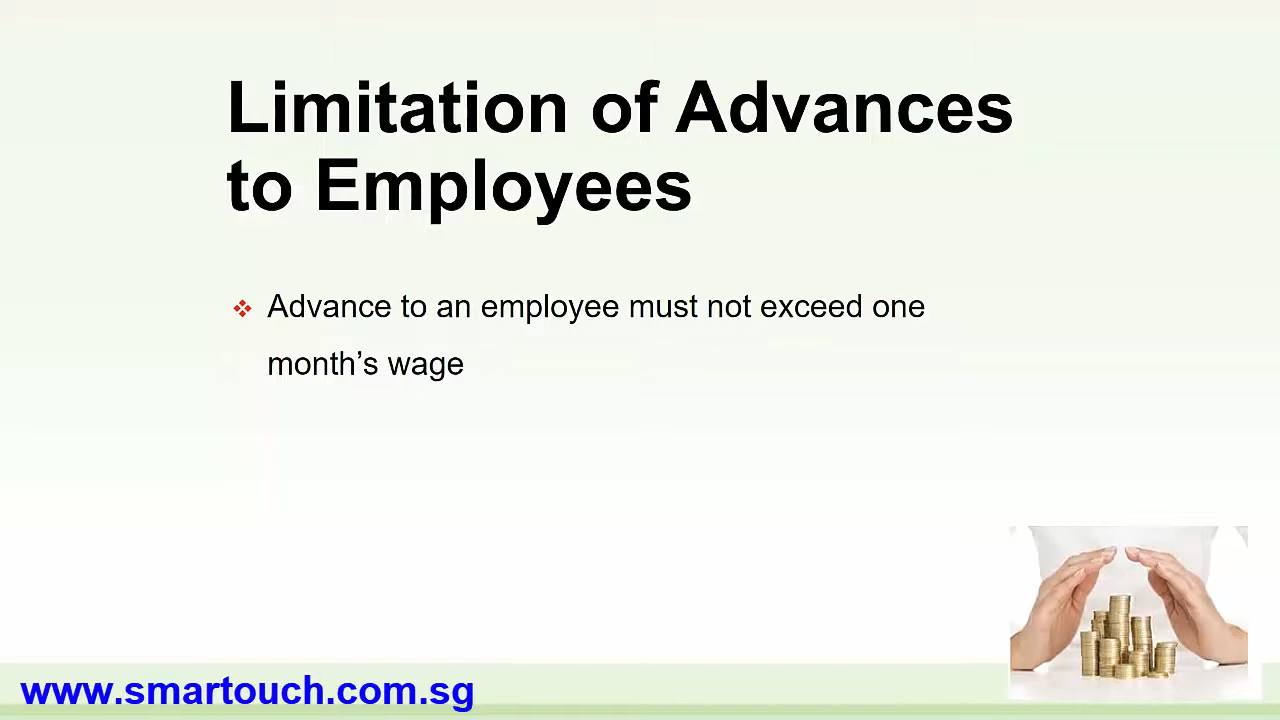 Limitation of Advances
to Employees
Advance to an employee must not exceed one
month’s wage
www.smartouch.com.sg